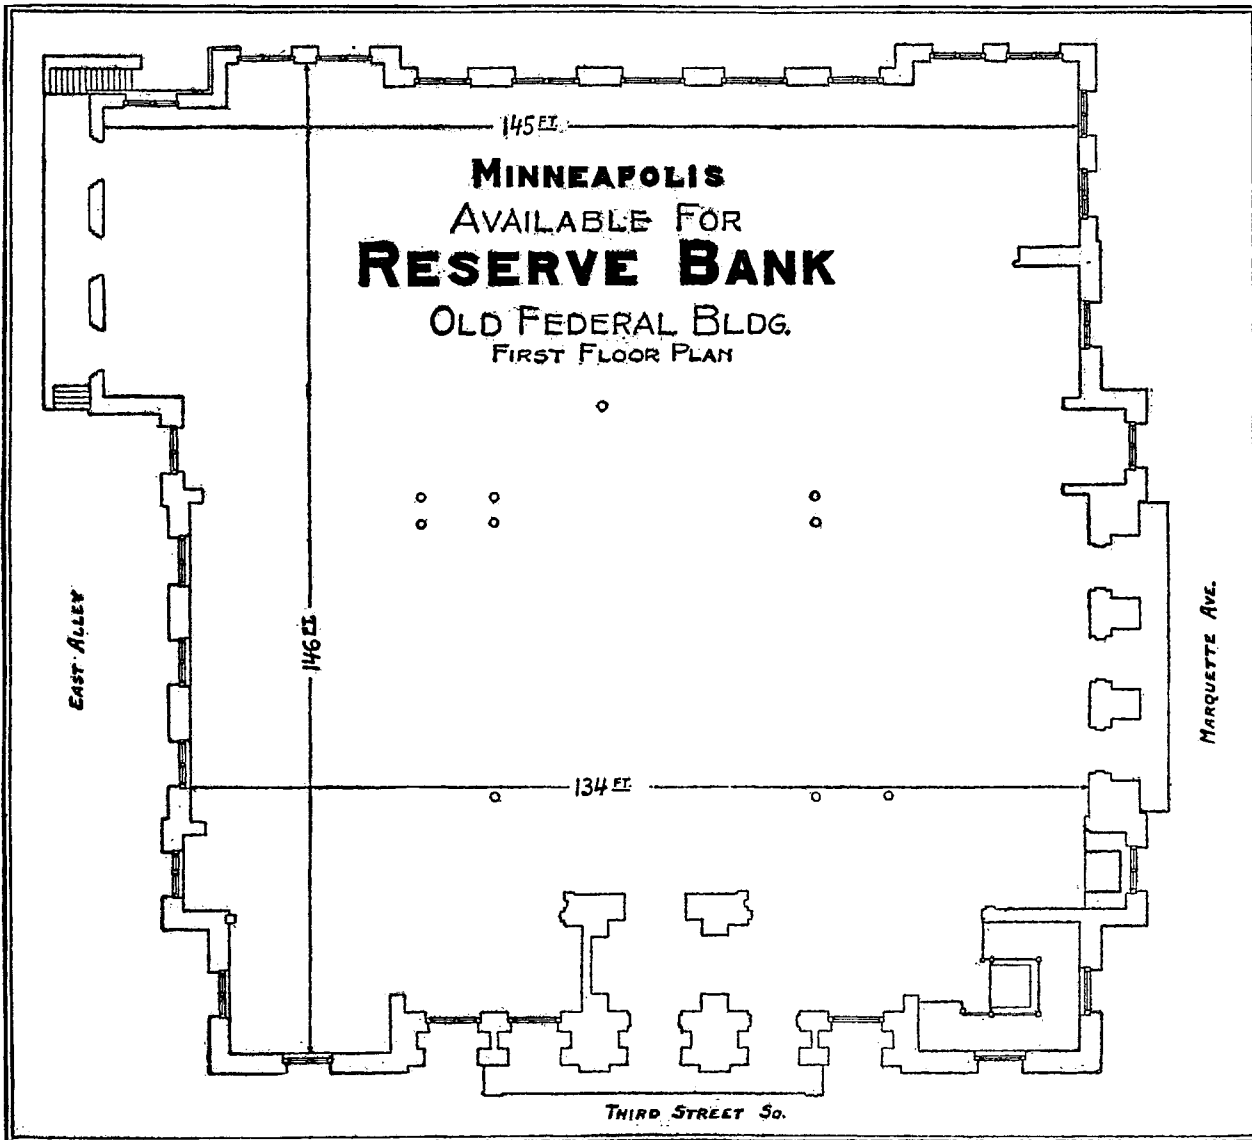 145 FT.
MINNEAPOLIS
AVAILABLE FOR
RESERVE BANK
OLD FEDERAL BLDG.
FIRST FLOOR PLAN
EAST ALLEY
146 FT.
MARQUETTE AVE.
134 FT.
THIRD STREET SO.